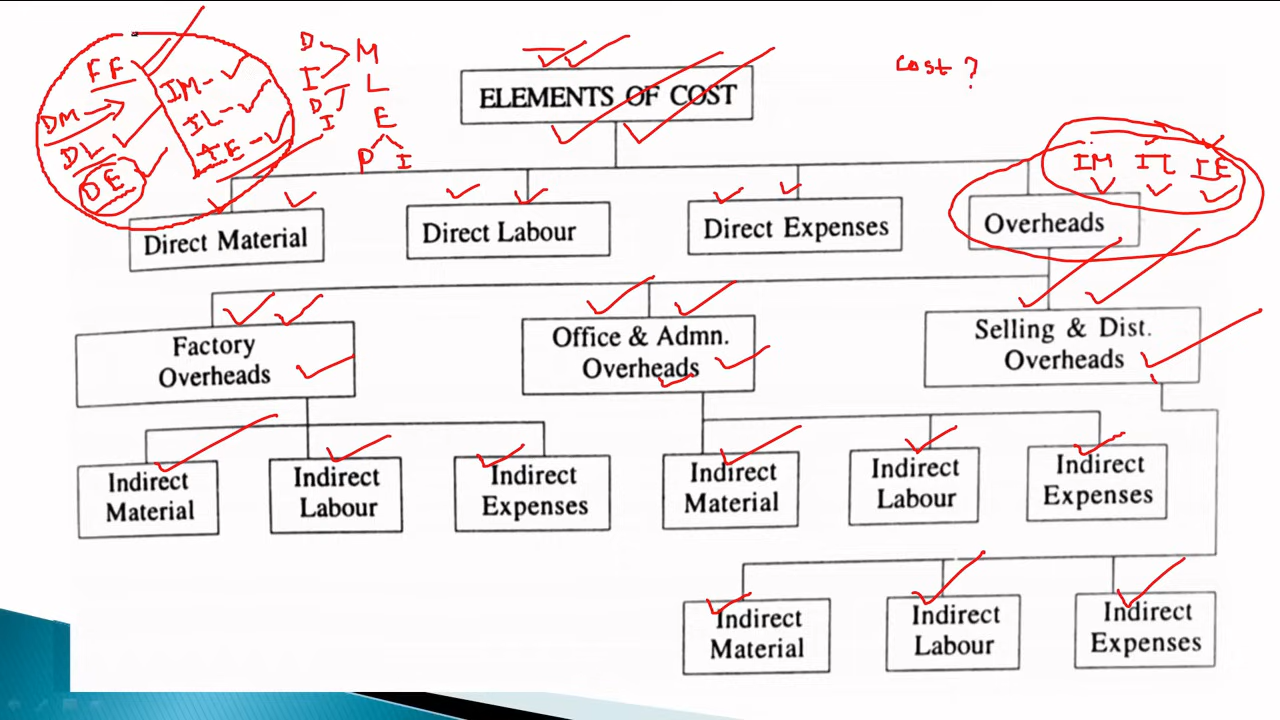 FF
DM
DL
DE
IM
IL
IE
D
I
D
I
M
L
E
P I
ELEMENTS OF COST
Cost ?
IM IL IE
Direct Material
Direct Labour
Direct Expenses
Overheads
Factory
Overheads
Office & Admn.
Overheads
Selling & Dist.
Overheads
Indirect
Material
Indirect
Labour
Indirect
Expenses
Indirect
Material
Indirect
Labour
Indirect
Expenses
Indirect
Material
Indirect
Labour
Indirect
Expenses